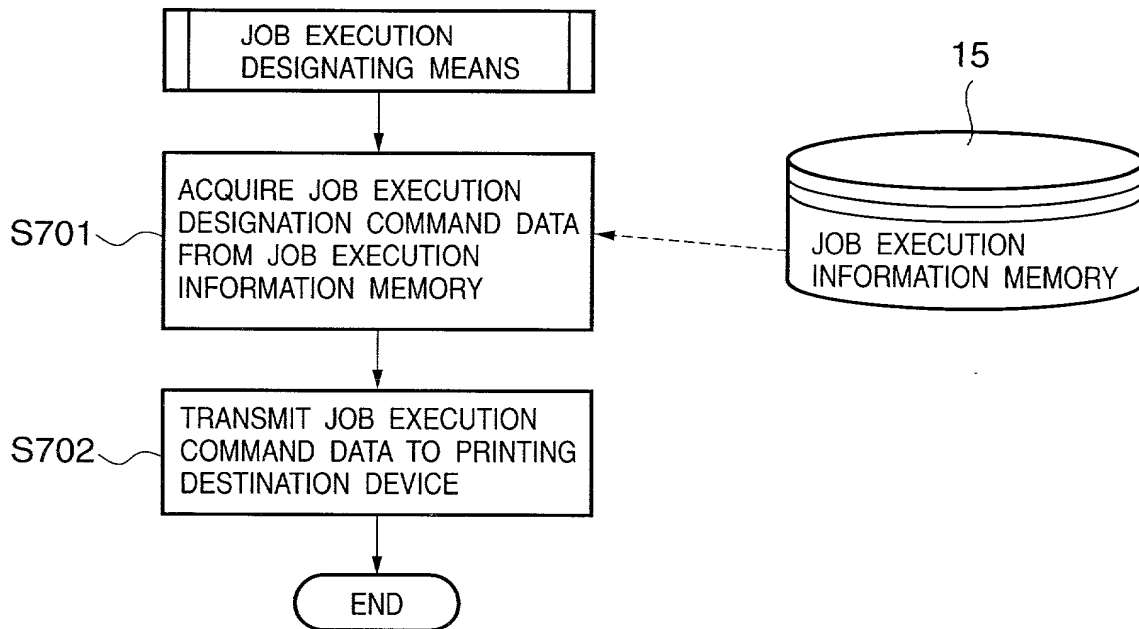 JOB EXECUTION
DESIGNATING MEANS
15
S701
ACQUIRE JOB EXECUTION
DESIGNATION COMMAND DATA
FROM JOB EXECUTION
INFORMATION MEMORY
JOB EXECUTION
INFORMATION MEMORY
S702
TRANSMIT JOB EXECUTION
COMMAND DATA TO PRINTING
DESTINATION DEVICE
END